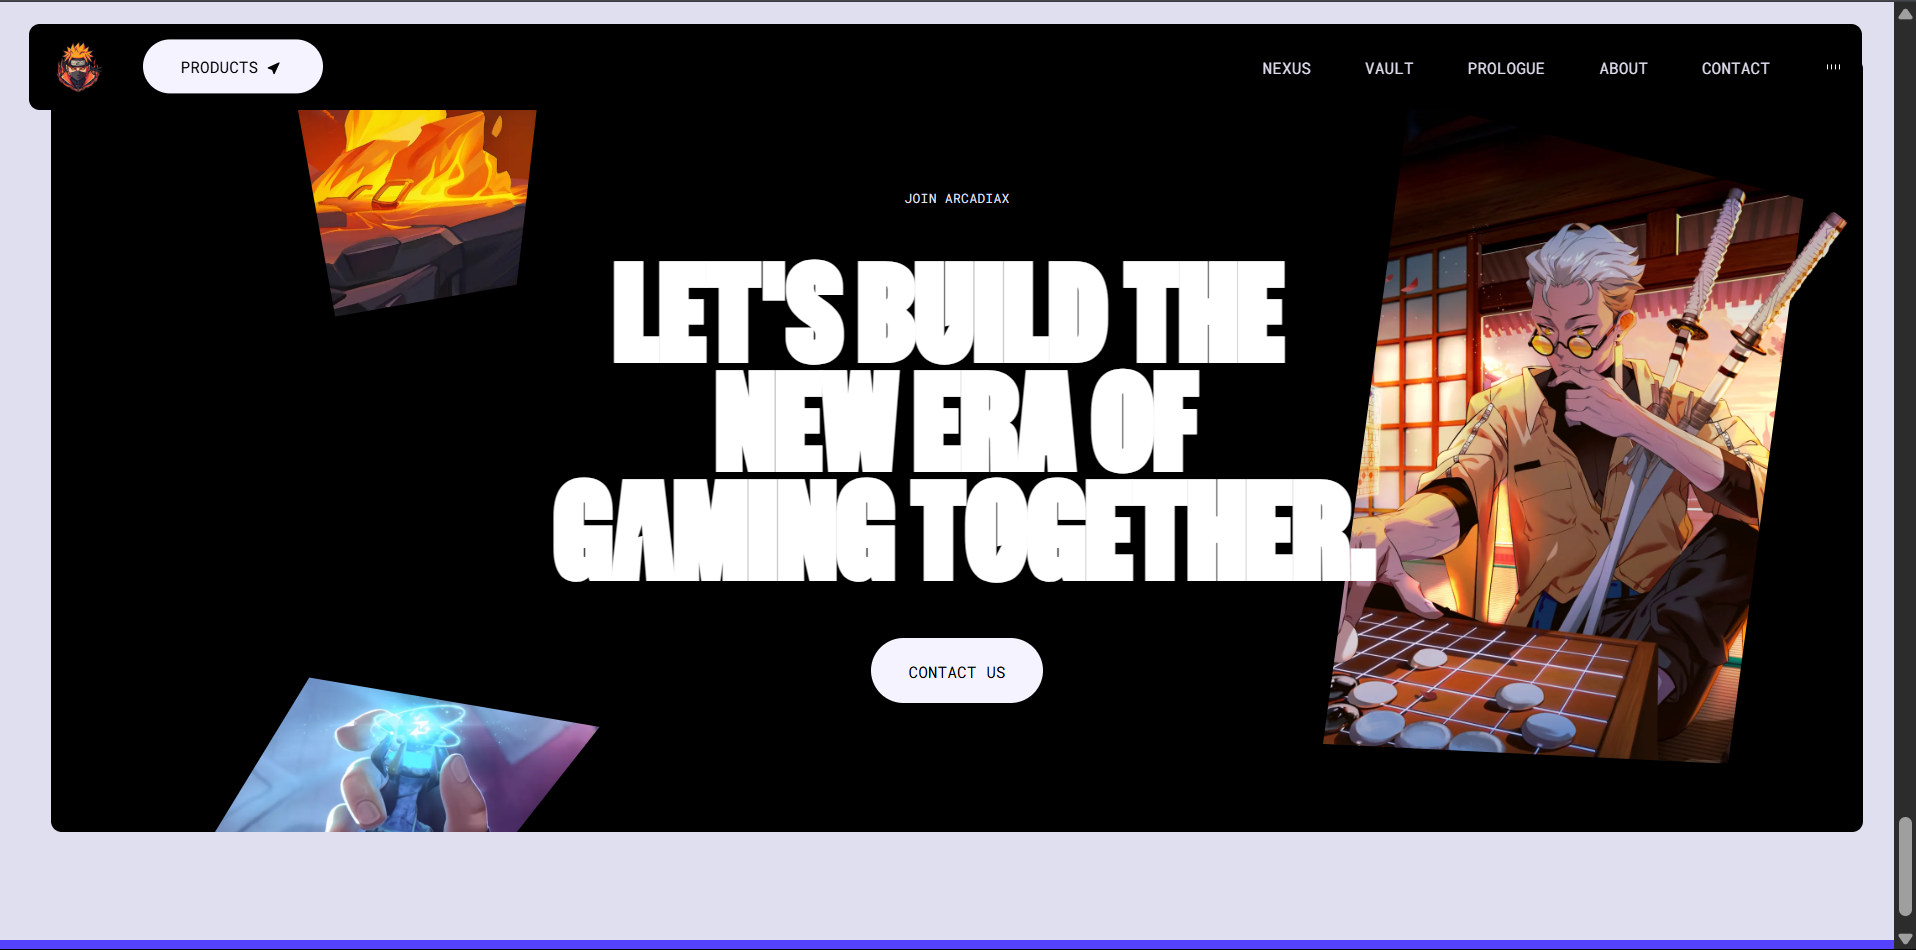 PRODUCTS
NEXUS
VAULT
PROLOGUE
ABOUT
CONTACT
JOIN ARCADIAX
LET'S BUILD THE
NEW ERA OF
GAMING TOGETHER.
CONTACT US